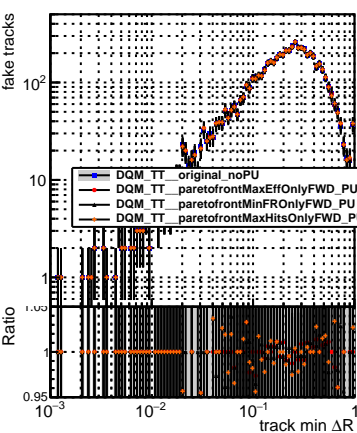 fake tracks
10²
10
1
DQM_TT__original_noPU
DQM_TT__paretofrontMaxEffOnlyFWD_PU
DQM_TT__paretofrontMinFROnlyFWD_PU
DQM_TT__paretofrontMaxHitsOnlyFWD_PU
Ratio
1.05
1
0.95
10⁻³ 10⁻² 10⁻¹ 1
track min ΔR